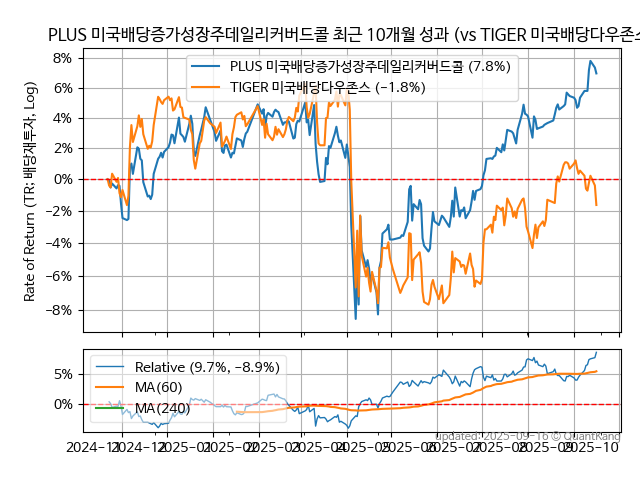 PLUS 미국배당증가성장주데일리커버드콜 최근 10개월 성과 (vs TIGER 미국배당다우존스
8%
6%
4%
2%
0%
−2%
−4%
−6%
−8%
Rate of Return (TR: 배당재투자, Log)
PLUS 미국배당증가성장주데일리커버드콜 (7.8%)
TIGER 미국배당다우존스 (−1.8%)
5%
0%
Relative (9.7%, −8.9%)
MA(60)
MA(240)
updated: 2025-09-16 © QuantKang
2024-11 2024-12 2025-01 2025-02 2025-03 2025-04 2025-05 2025-06 2025-07 2025-08 2025-09 2025-10